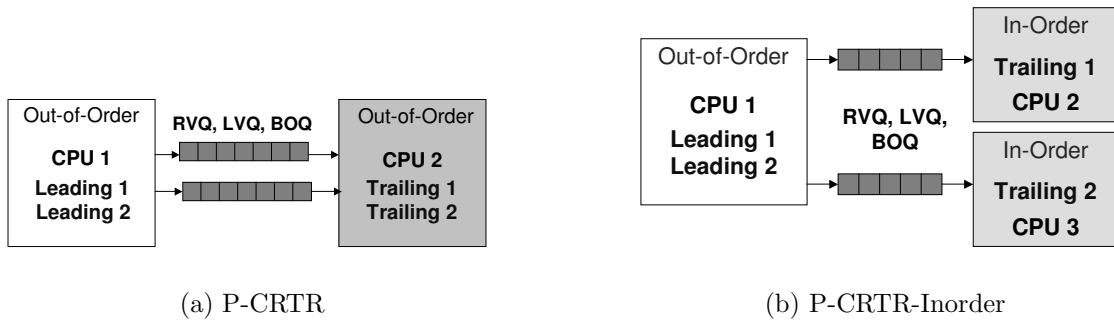 Out-of-Order
CPU 1
Leading 1
Leading 2
RVQ, LVQ, BOQ
Out-of-Order
CPU 2
Trailing 1
Trailing 2
(a) P-CRTR
Out-of-Order
CPU 1
Leading 1
Leading 2
RVQ, LVQ,
BOQ
In-Order
Trailing 1
CPU 2
In-Order
Trailing 2
CPU 3
(b) P-CRTR-Inorder